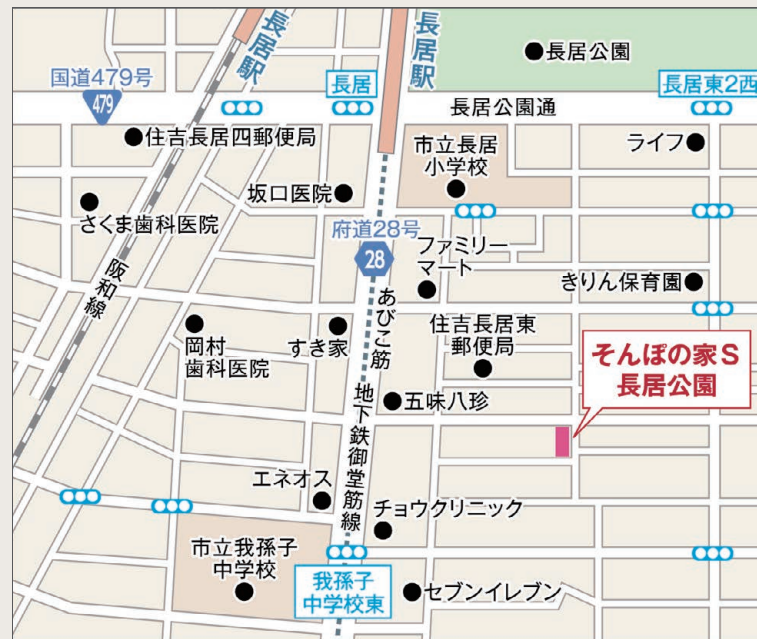 長居駅
長居駅
長居公園
国道479号
479
長居
長居東2西
長居公園通
住吉長居四郵便局
市立長居
小学校
ライフ
坂口医院
さくま歯科医院
府道28号
28
ファミリー
マート
きりん保育園
阪和線
あびこ筋
岡村
歯科医院
すき家
住吉長居東
郵便局
そんぽの家S
長居公園
五味八珍
地下鉄御堂筋線
エネオス
チョウクリニック
市立我孫子
中学校
我孫子
中学校東
セブンイレブン